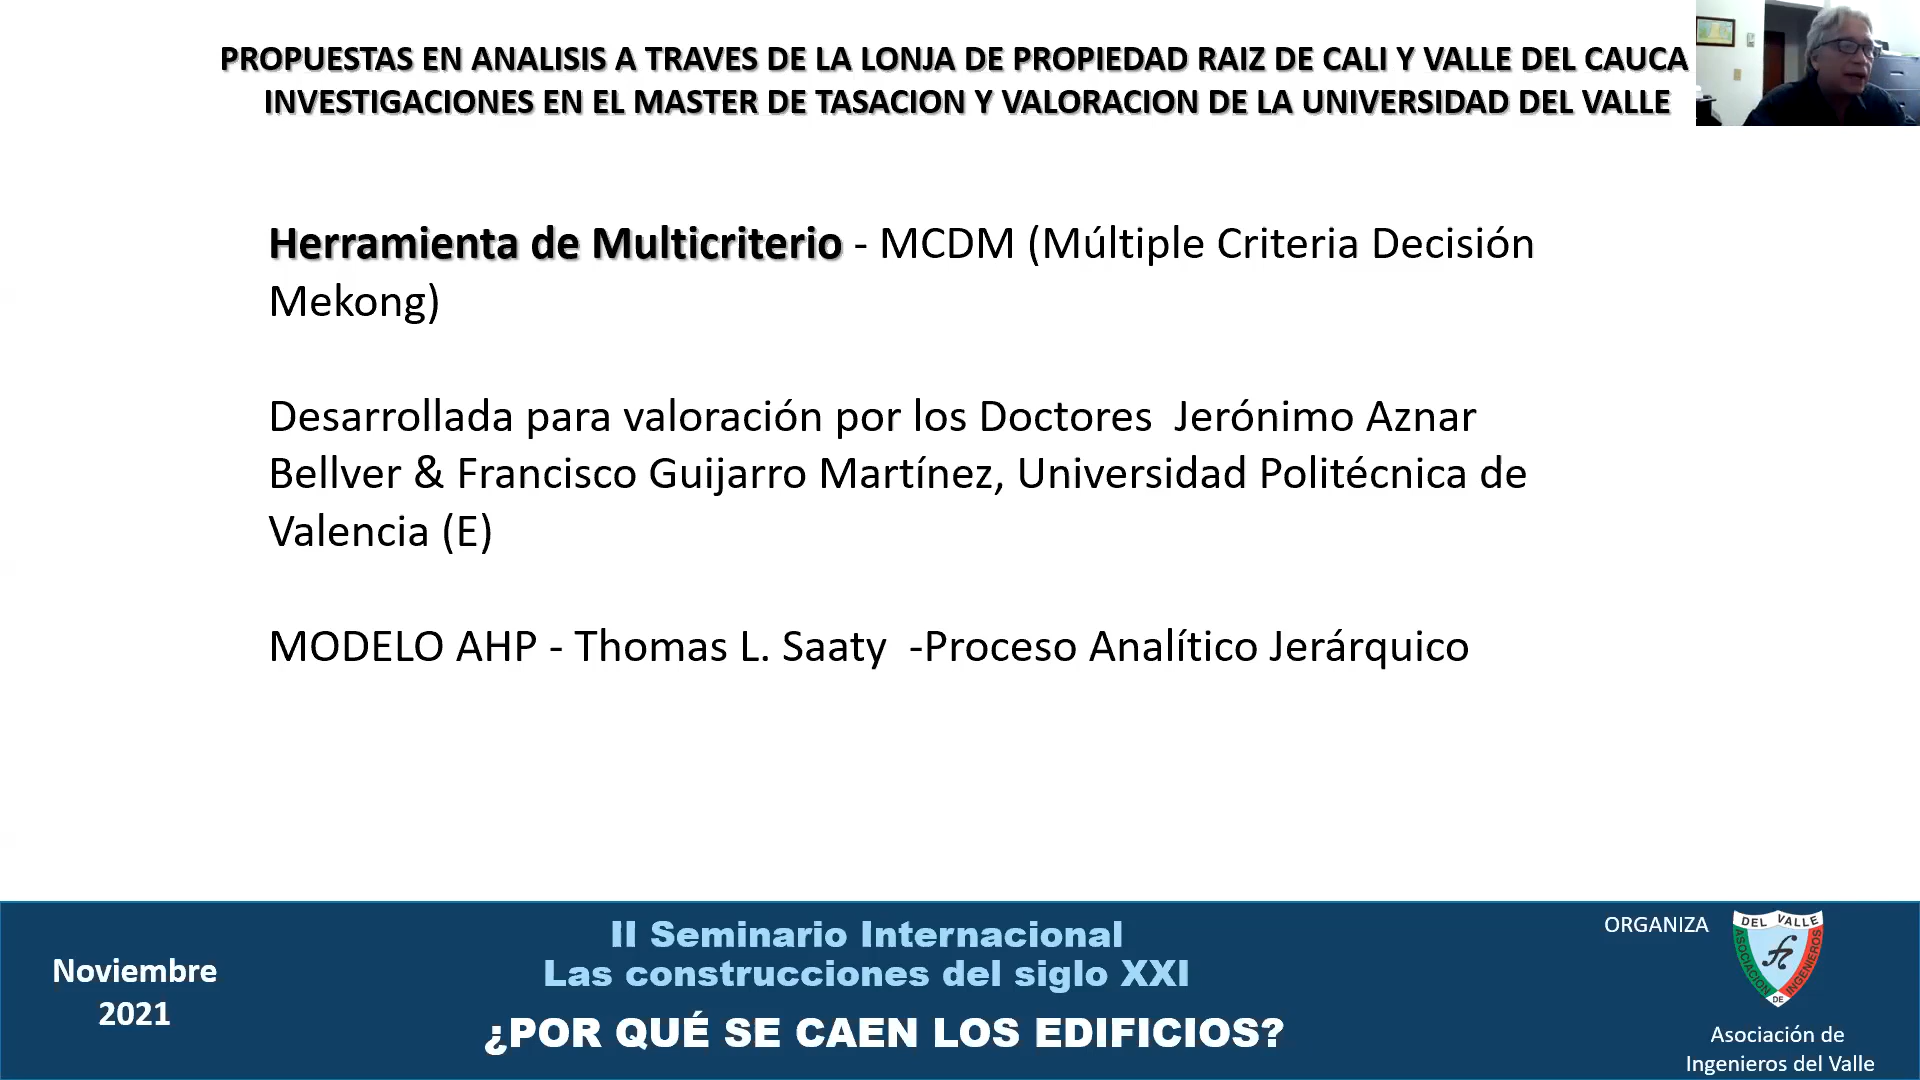 PROPUESTAS EN ANALISIS A TRAVES DE LA LONJA DE PROPIEDAD RAIZ DE CALI Y VALLE DEL CAUCA
INVESTIGACIONES EN EL MASTER DE TASACION Y VALORACION DE LA UNIVERSIDAD DEL VALLE
Herramienta de Multicriterio - MCDM (Múltiple Criteria Decisión
Mekong)
Desarrollada para valoración por los Doctores  Jerónimo Aznar
Bellver & Francisco Guijarro Martínez, Universidad Politécnica de
Valencia (E)
MODELO AHP - Thomas L. Saaty  -Proceso Analítico Jerárquico
Noviembre
2021
II Seminario Internacional
Las construcciones del siglo XXI
¿POR QUÉ SE CAEN LOS EDIFICIOS?
ORGANIZA
DEL VALLE
ASOCIACION
DE
INGENIEROS
Asociación de
Ingenieros del Valle